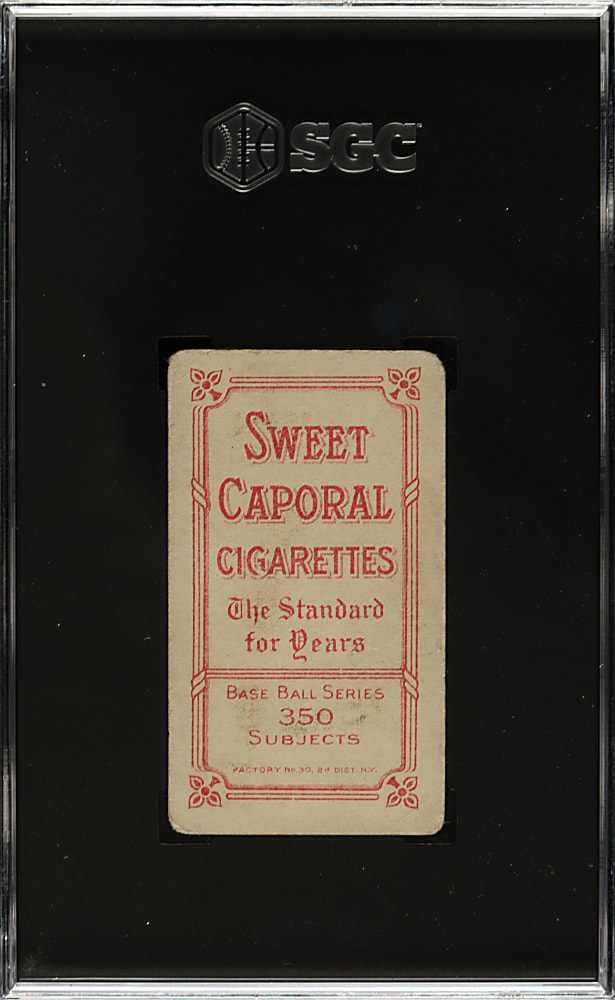 SGC
SWEET
CAPORAL
CIGARETTES
The Standard
for Years
BASE BALL SERIES
350
SUBJECTS
FACTORY No. 30, 2d DIST. N.Y.